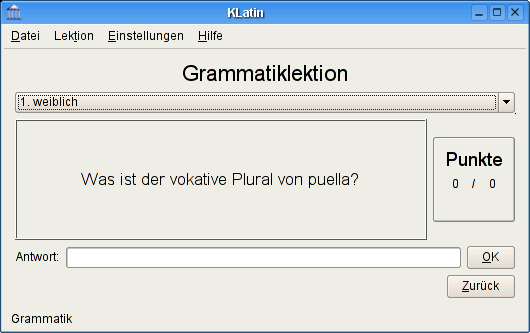 KLatin
Datei Lektion Einstellungen Hilfe
Grammatiklektion
1. weiblich
Was ist der vokative Plural von puella?
Punkte
0 / 0
Antwort: OK
Zurück
Grammatik